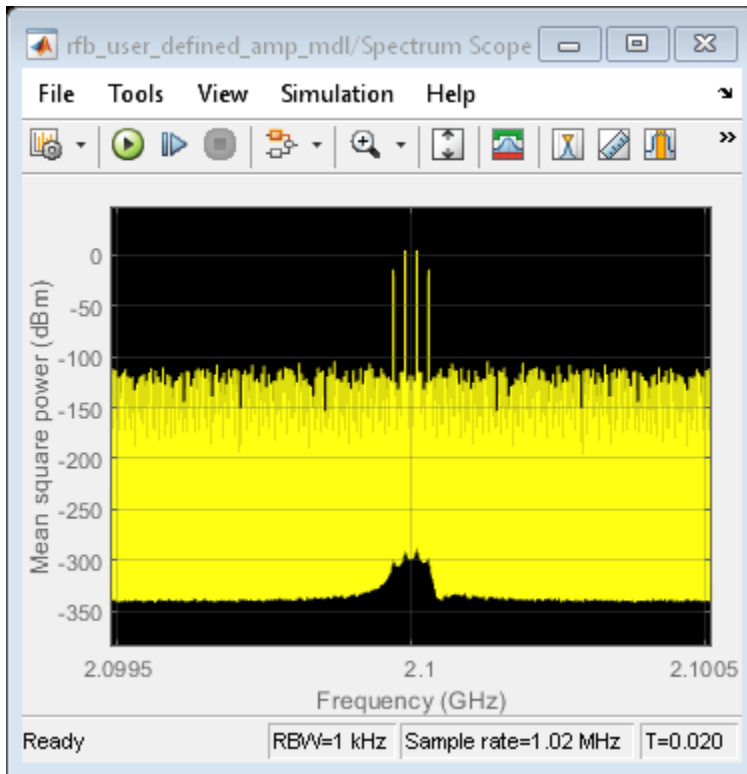 rfb_user_defined_amp_mdl/Spectrum Scope
File Tools View Simulation Help
Mean square power (dBm)
0
-50
-100
-150
-200
-250
-300
-350
2.0995 2.1 2.1005
Frequency (GHz)
Ready RBW=1 kHz Sample rate=1.02 MHz T=0.020